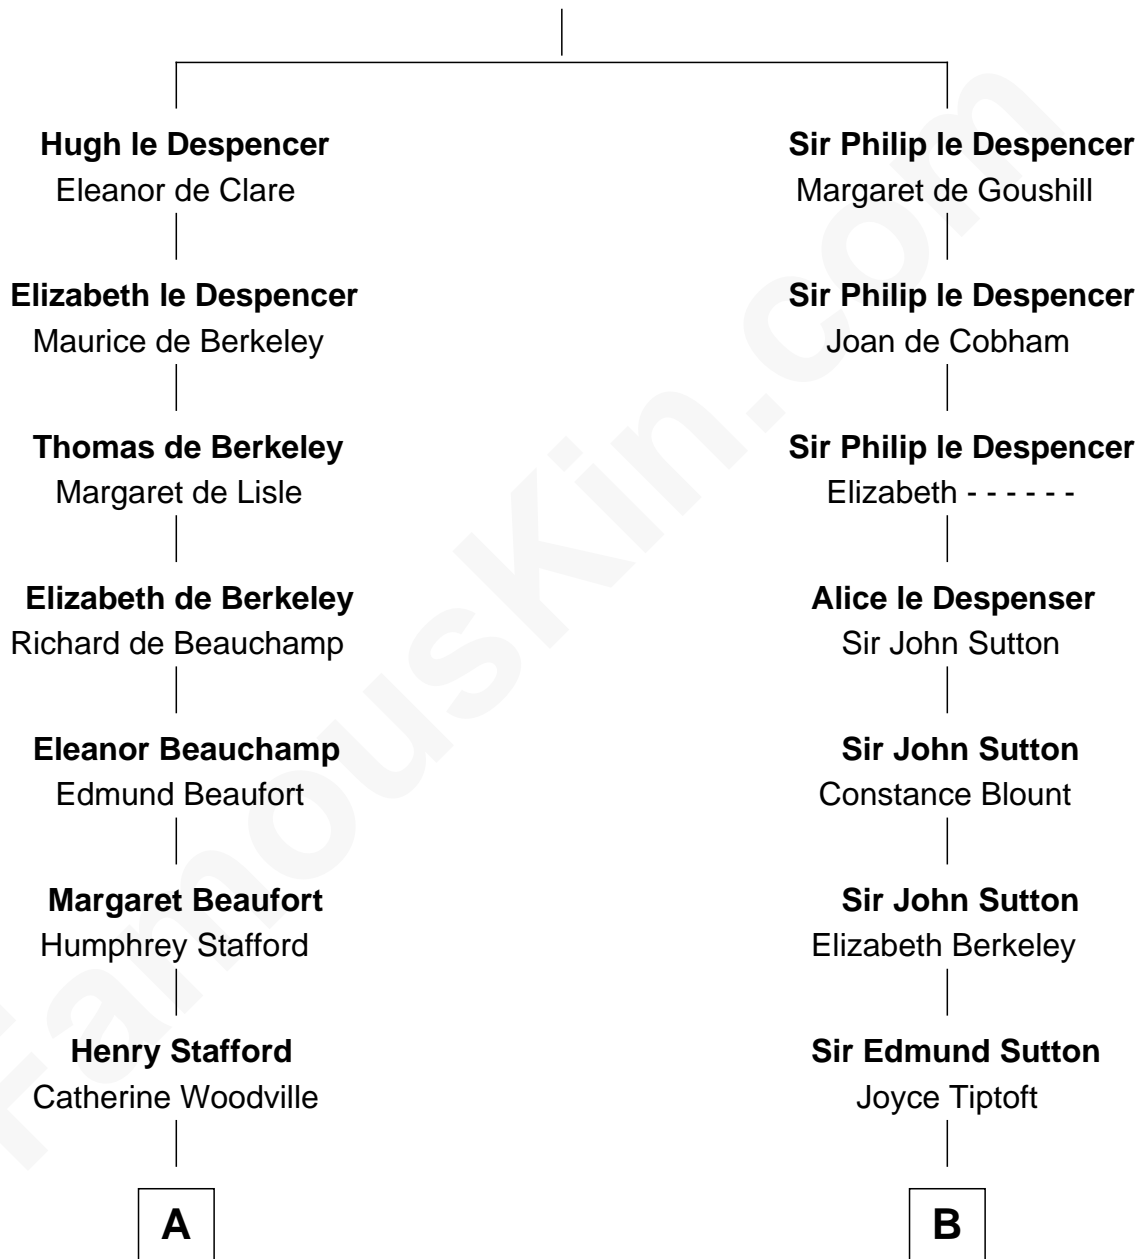 Hugh le Despencer
Eleanor de Clare
Elizabeth le Despencer
Maurice de Berkeley
Thomas de Berkeley
Margaret de Lisle
Elizabeth de Berkeley
Richard de Beauchamp
Eleanor Beauchamp
Edmund Beaufort
Margaret Beaufort
Humphrey Stafford
Henry Stafford
Catherine Woodville
A
Sir Philip le Despencer
Margaret de Goushill
Sir Philip le Despencer
Joan de Cobham
Sir Philip le Despencer
Elizabeth - - - - - -
Alice le Despenser
Sir John Sutton
Sir John Sutton
Constance Blount
Sir John Sutton
Elizabeth Berkeley
Sir Edmund Sutton
Joyce Tiptoft
B
FamousKin.com